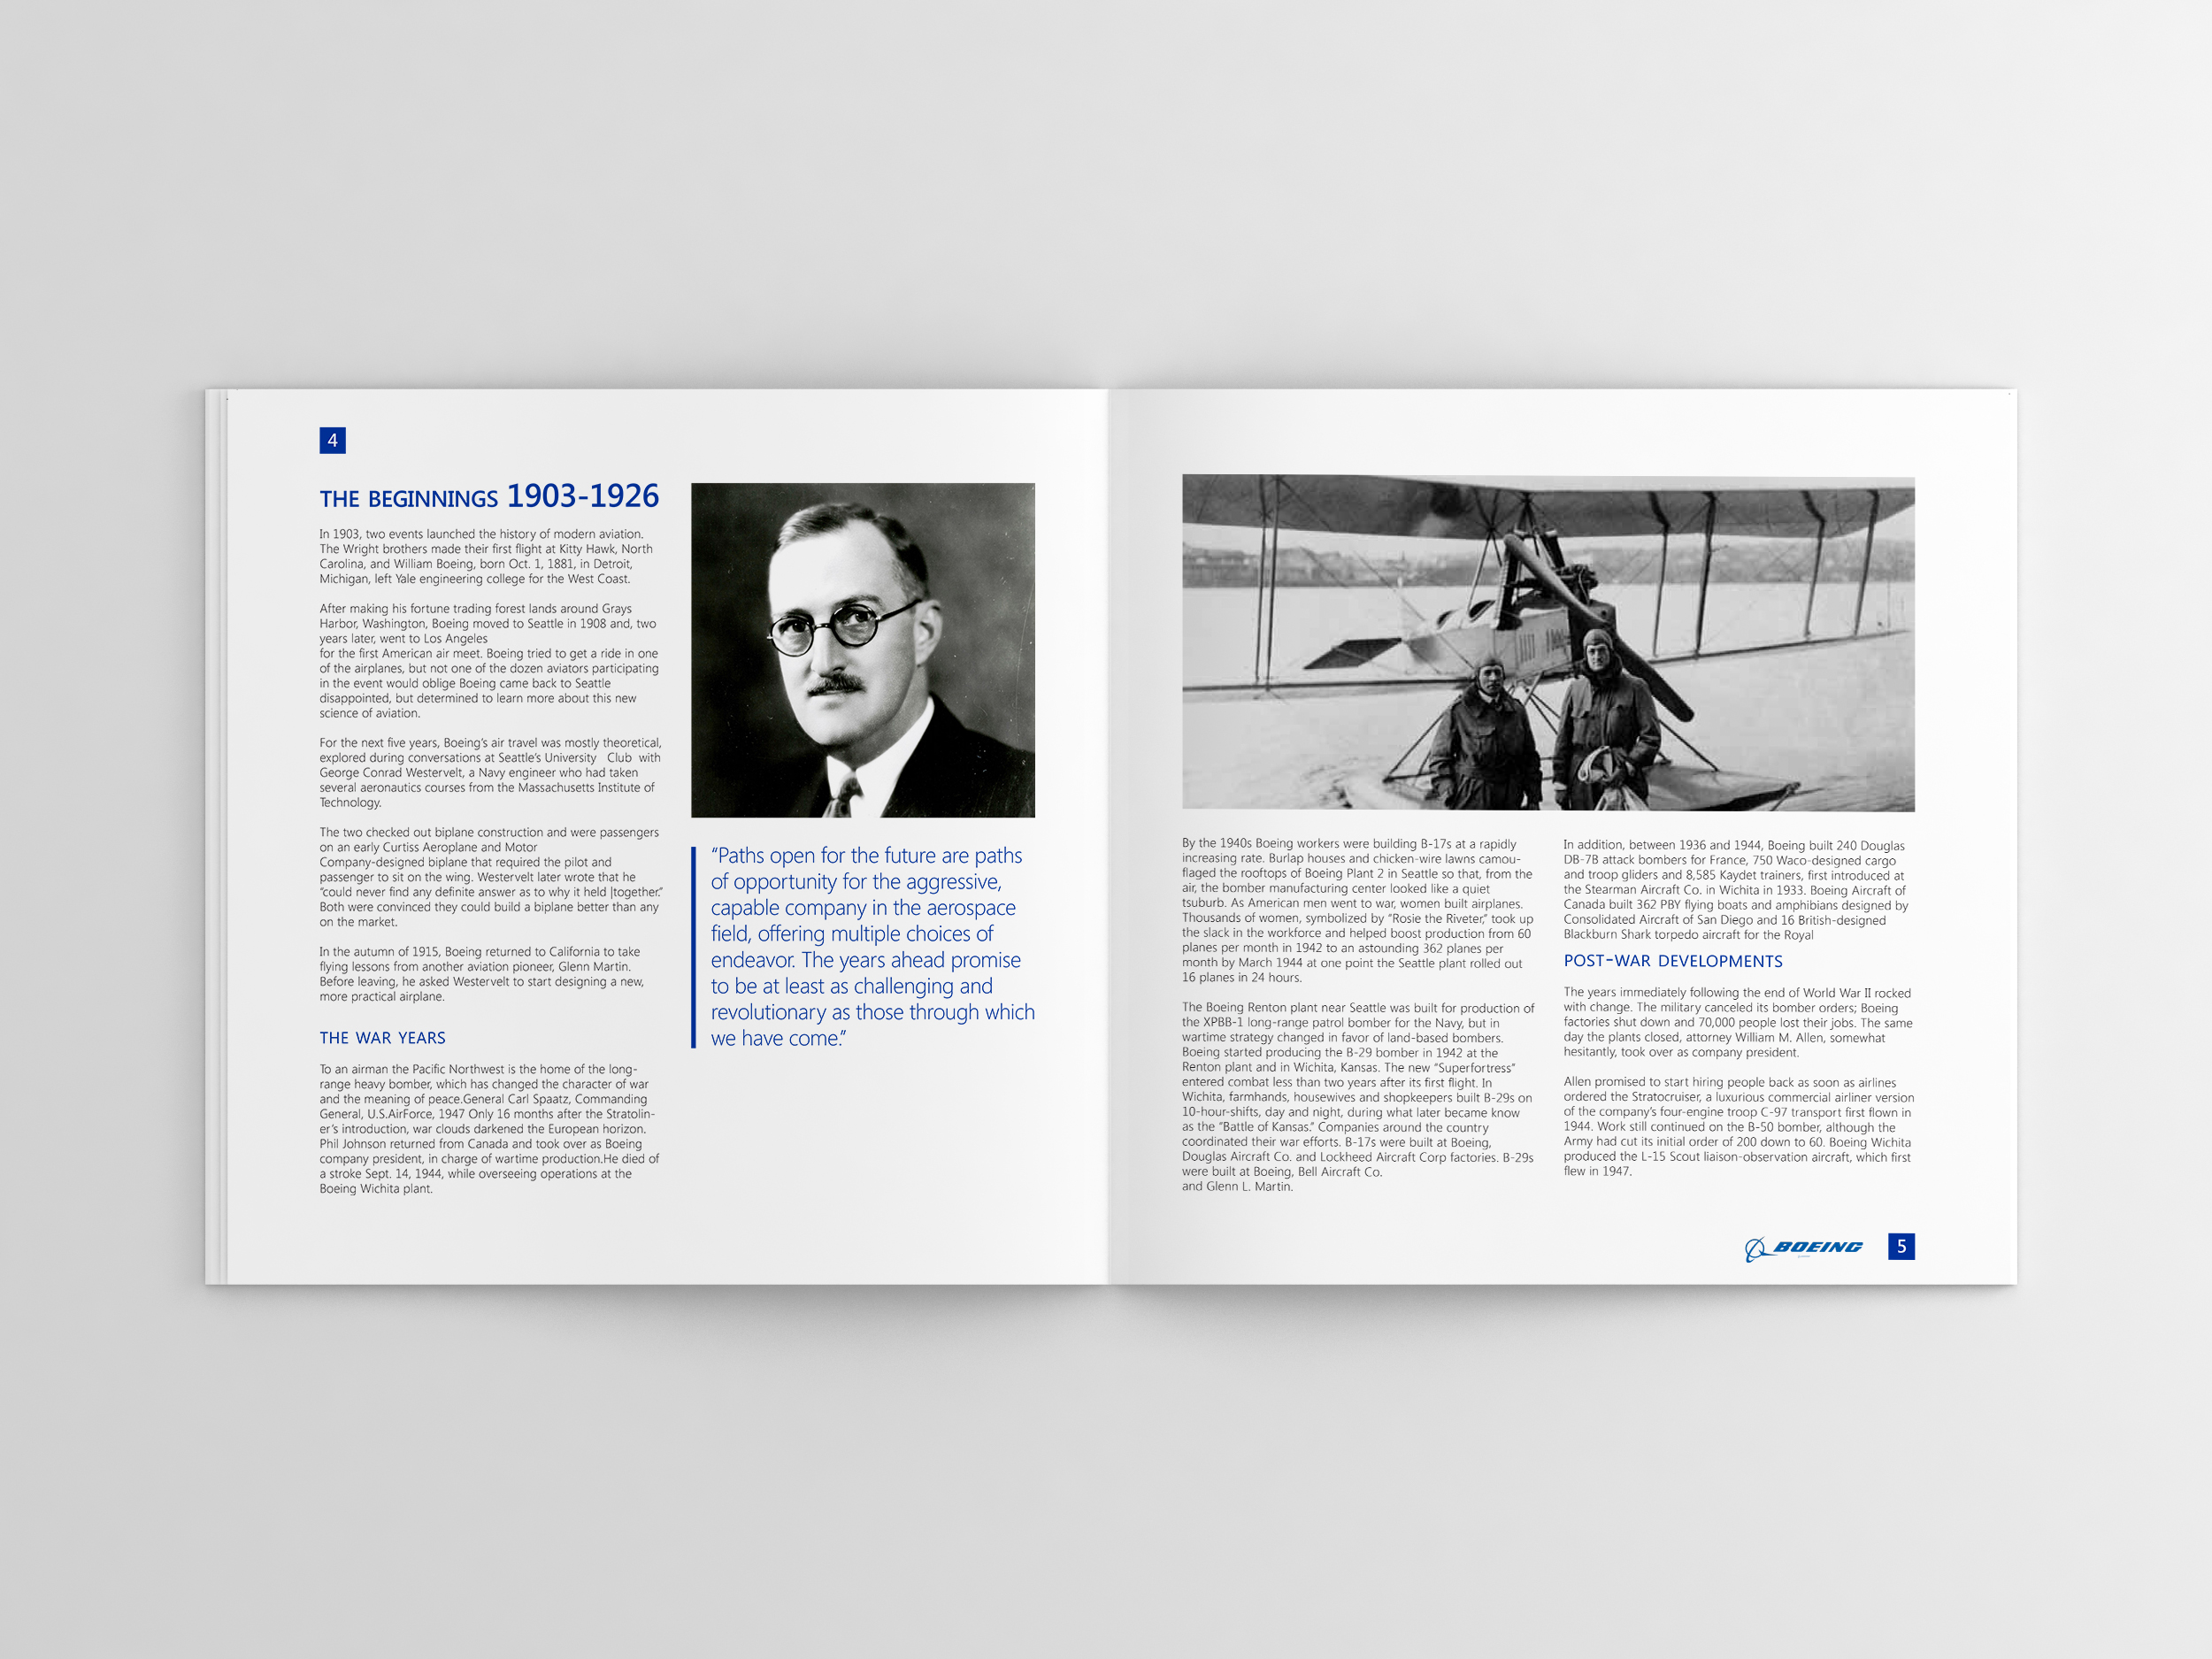 4
THE BEGINNINGS 1903-1926
In 1903, two events launched the history of modern aviation.
The Wright brothers made their first flight at Kitty Hawk, North
Carolina, and William Boeing, born Oct. 1, 1881, in Detroit,
Michigan, left Yale engineering college for the West Coast.
After making his fortune trading forest lands around Grays
Harbor, Washington, Boeing moved to Seattle in 1908 and, two
years later, went to Los Angeles
for the first American air meet. Boeing tried to get a ride in one
of the airplanes, but not one of the dozen aviators participating
in the event would oblige Boeing came back to Seattle
disappointed, but determined to learn more about this new
science of aviation.
For the next five years, Boeing's air travel was mostly theoretical,
explored during conversations at Seattle's University Club with
George Conrad Westervelt, a Navy engineer who had taken
several aeronautics courses from the Massachusetts Institute of
Technology.
The two checked out biplane construction and were passengers
on an early Curtiss Aeroplane and Motor
Company-designed biplane that required the pilot and
passenger to sit on the wing. Westervelt later wrote that he
“could never find any definite answer as to why it held |together.”
Both were convinced they could build a biplane better than any
on the market.
In the autumn of 1915, Boeing returned to California to take
flying lessons from another aviation pioneer, Glenn Martin.
Before leaving, he asked Westervelt to start designing a new,
more practical airplane.
THE WAR YEARS
To an airman the Pacific Northwest is the home of the long-
range heavy bomber, which has changed the character of war
and the meaning of peace.General Carl Spaatz, Commanding
General, U.S.AirForce, 1947 Only 16 months after the Stratolin-
er's introduction, war clouds darkened the European horizon.
Phil Johnson returned from Canada and took over as Boeing
company president, in charge of wartime production.He died of
a stroke Sept. 14, 1944, while overseeing operations at the
Boeing Wichita plant.
“Paths open for the future are paths
of opportunity for the aggressive,
capable company in the aerospace
field, offering multiple choices of
endeavor. The years ahead promise
to be at least as challenging and
revolutionary as those through which
we have come.”
By the 1940s Boeing workers were building B-17s at a rapidly
increasing rate. Burlap houses and chicken-wire lawns camou-
flaged the rooftops of Boeing Plant 2 in Seattle so that, from the
air, the bomber manufacturing center looked like a quiet
tsuburb. As American men went to war, women built airplanes.
Thousands of women, symbolized by “Rosie the Riveter,” took up
the slack in the workforce and helped boost production from 60
planes per month in 1942 to an astounding 362 planes per
month by March 1944 at one point the Seattle plant rolled out
16 planes in 24 hours.
The Boeing Renton plant near Seattle was built for production of
the XPBB-1 long-range patrol bomber for the Navy, but in
wartime strategy changed in favor of land-based bombers.
Boeing started producing the B-29 bomber in 1942 at the
Renton plant and in Wichita, Kansas. The new “Superfortress”
entered combat less than two years after its first flight. In
Wichita, farmhands, housewives and shopkeepers built B-29s on
10-hour-shifts, day and night, during what later became know
as the “Battle of Kansas.” Companies around the country
coordinated their war efforts. B-17s were built at Boeing,
Douglas Aircraft Co. and Lockheed Aircraft Corp factories. B-29s
were built at Boeing, Bell Aircraft Co.
and Glenn L. Martin.
In addition, between 1936 and 1944, Boeing built 240 Douglas
DB-7B attack bombers for France, 750 Waco-designed cargo
and troop gliders and 8,585 Kaydet trainers, first introduced at
the Stearman Aircraft Co. in Wichita in 1933. Boeing Aircraft of
Canada built 362 PBY flying boats and amphibians designed by
Consolidated Aircraft of San Diego and 16 British-designed
Blackburn Shark torpedo aircraft for the Royal
POST-WAR DEVELOPMENTS
The years immediately following the end of World War II rocked
with change. The military canceled its bomber orders; Boeing
factories shut down and 70,000 people lost their jobs. The same
day the plants closed, attorney William M. Allen, somewhat
hesitantly, took over as company president.
Allen promised to start hiring people back as soon as airlines
ordered the Stratocruiser, a luxurious commercial airliner version
of the company's four-engine troop C-97 transport first flown in
1944. Work still continued on the B-50 bomber, although the
Army had cut its initial order of 200 down to 60. Boeing Wichita
produced the L-15 Scout liaison-observation aircraft, which first
flew in 1947.
BOEING
5